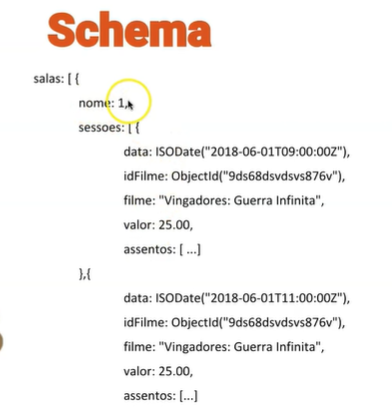 Schema
salas: [ {
nome: 1,
sessoes: [ {
data: ISODate("2018-06-01T09:00:00Z"),
idFilme: ObjectId("9ds68dsvdsvs876v"),
filme: "Vingadores: Guerra Infinita",
valor: 25.00,
assentos: [ ...]
},{
data: ISODate("2018-06-01T11:00:00Z"),
idFilme: ObjectId("9ds68dsvdsvs876v"),
filme: "Vingadores: Guerra Infinita",
valor: 25.00,
assentos: [...]